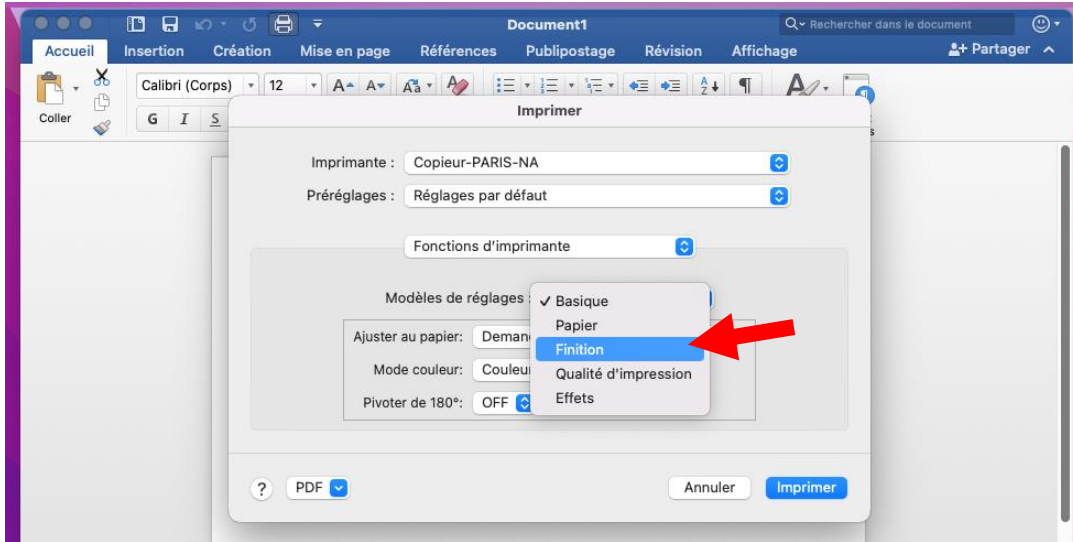 Document1
Rechercher dans le document
Accueil Insertion Création Mise en page Références Publipostage Révision Affichage Partager
Calibri (Corps) 12
Coller
G I S
Imprimer
Imprimante : Copieur-PARIS-NA
Préréglages : Réglages par défaut
Fonctions d'imprimante
Modèles de réglages : ✓ Basique
Papier
Ajuster au papier:
Finition
Mode couleur:
Qualité d'impression
Pivoter de 180°: OFF
Effets
? PDF Annuler Imprimer